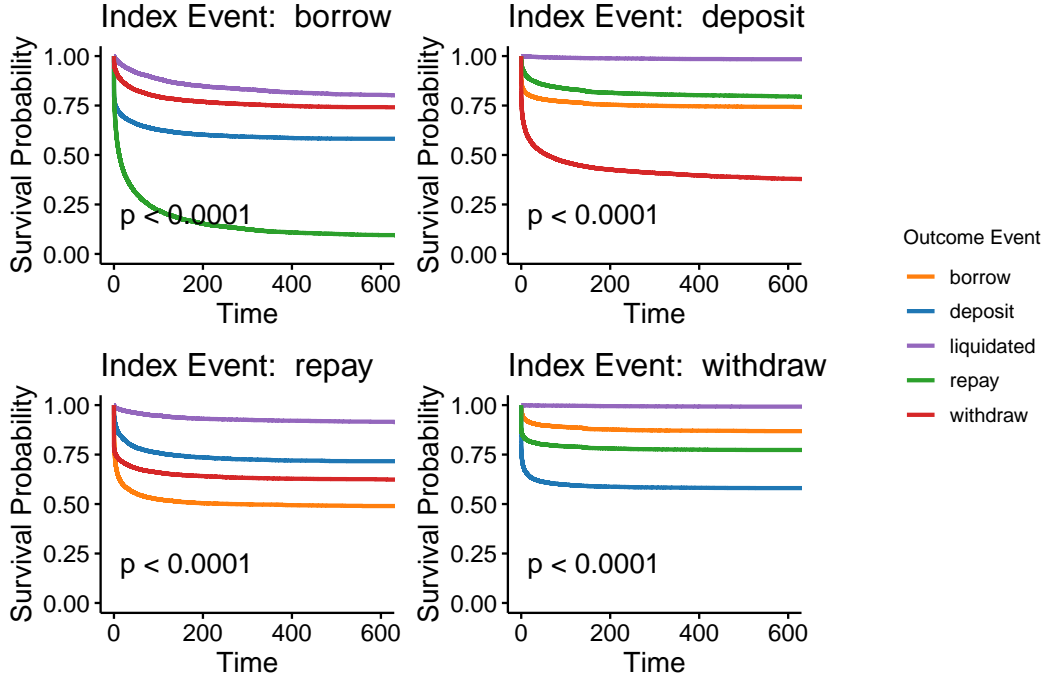 Index Event:  borrow
Survival Probability
1.00
0.75
0.50
0.25
0.00
p < 0.0001
0
200
400
600
Time
Index Event:  deposit
Survival Probability
1.00
0.75
0.50
0.25
0.00
p < 0.0001
0
200
400
600
Time
Index Event:  repay
Survival Probability
1.00
0.75
0.50
0.25
0.00
p < 0.0001
0
200
400
600
Time
Index Event:  withdraw
Survival Probability
1.00
0.75
0.50
0.25
0.00
p < 0.0001
0
200
400
600
Time
Outcome Event
borrow
deposit
liquidated
repay
withdraw